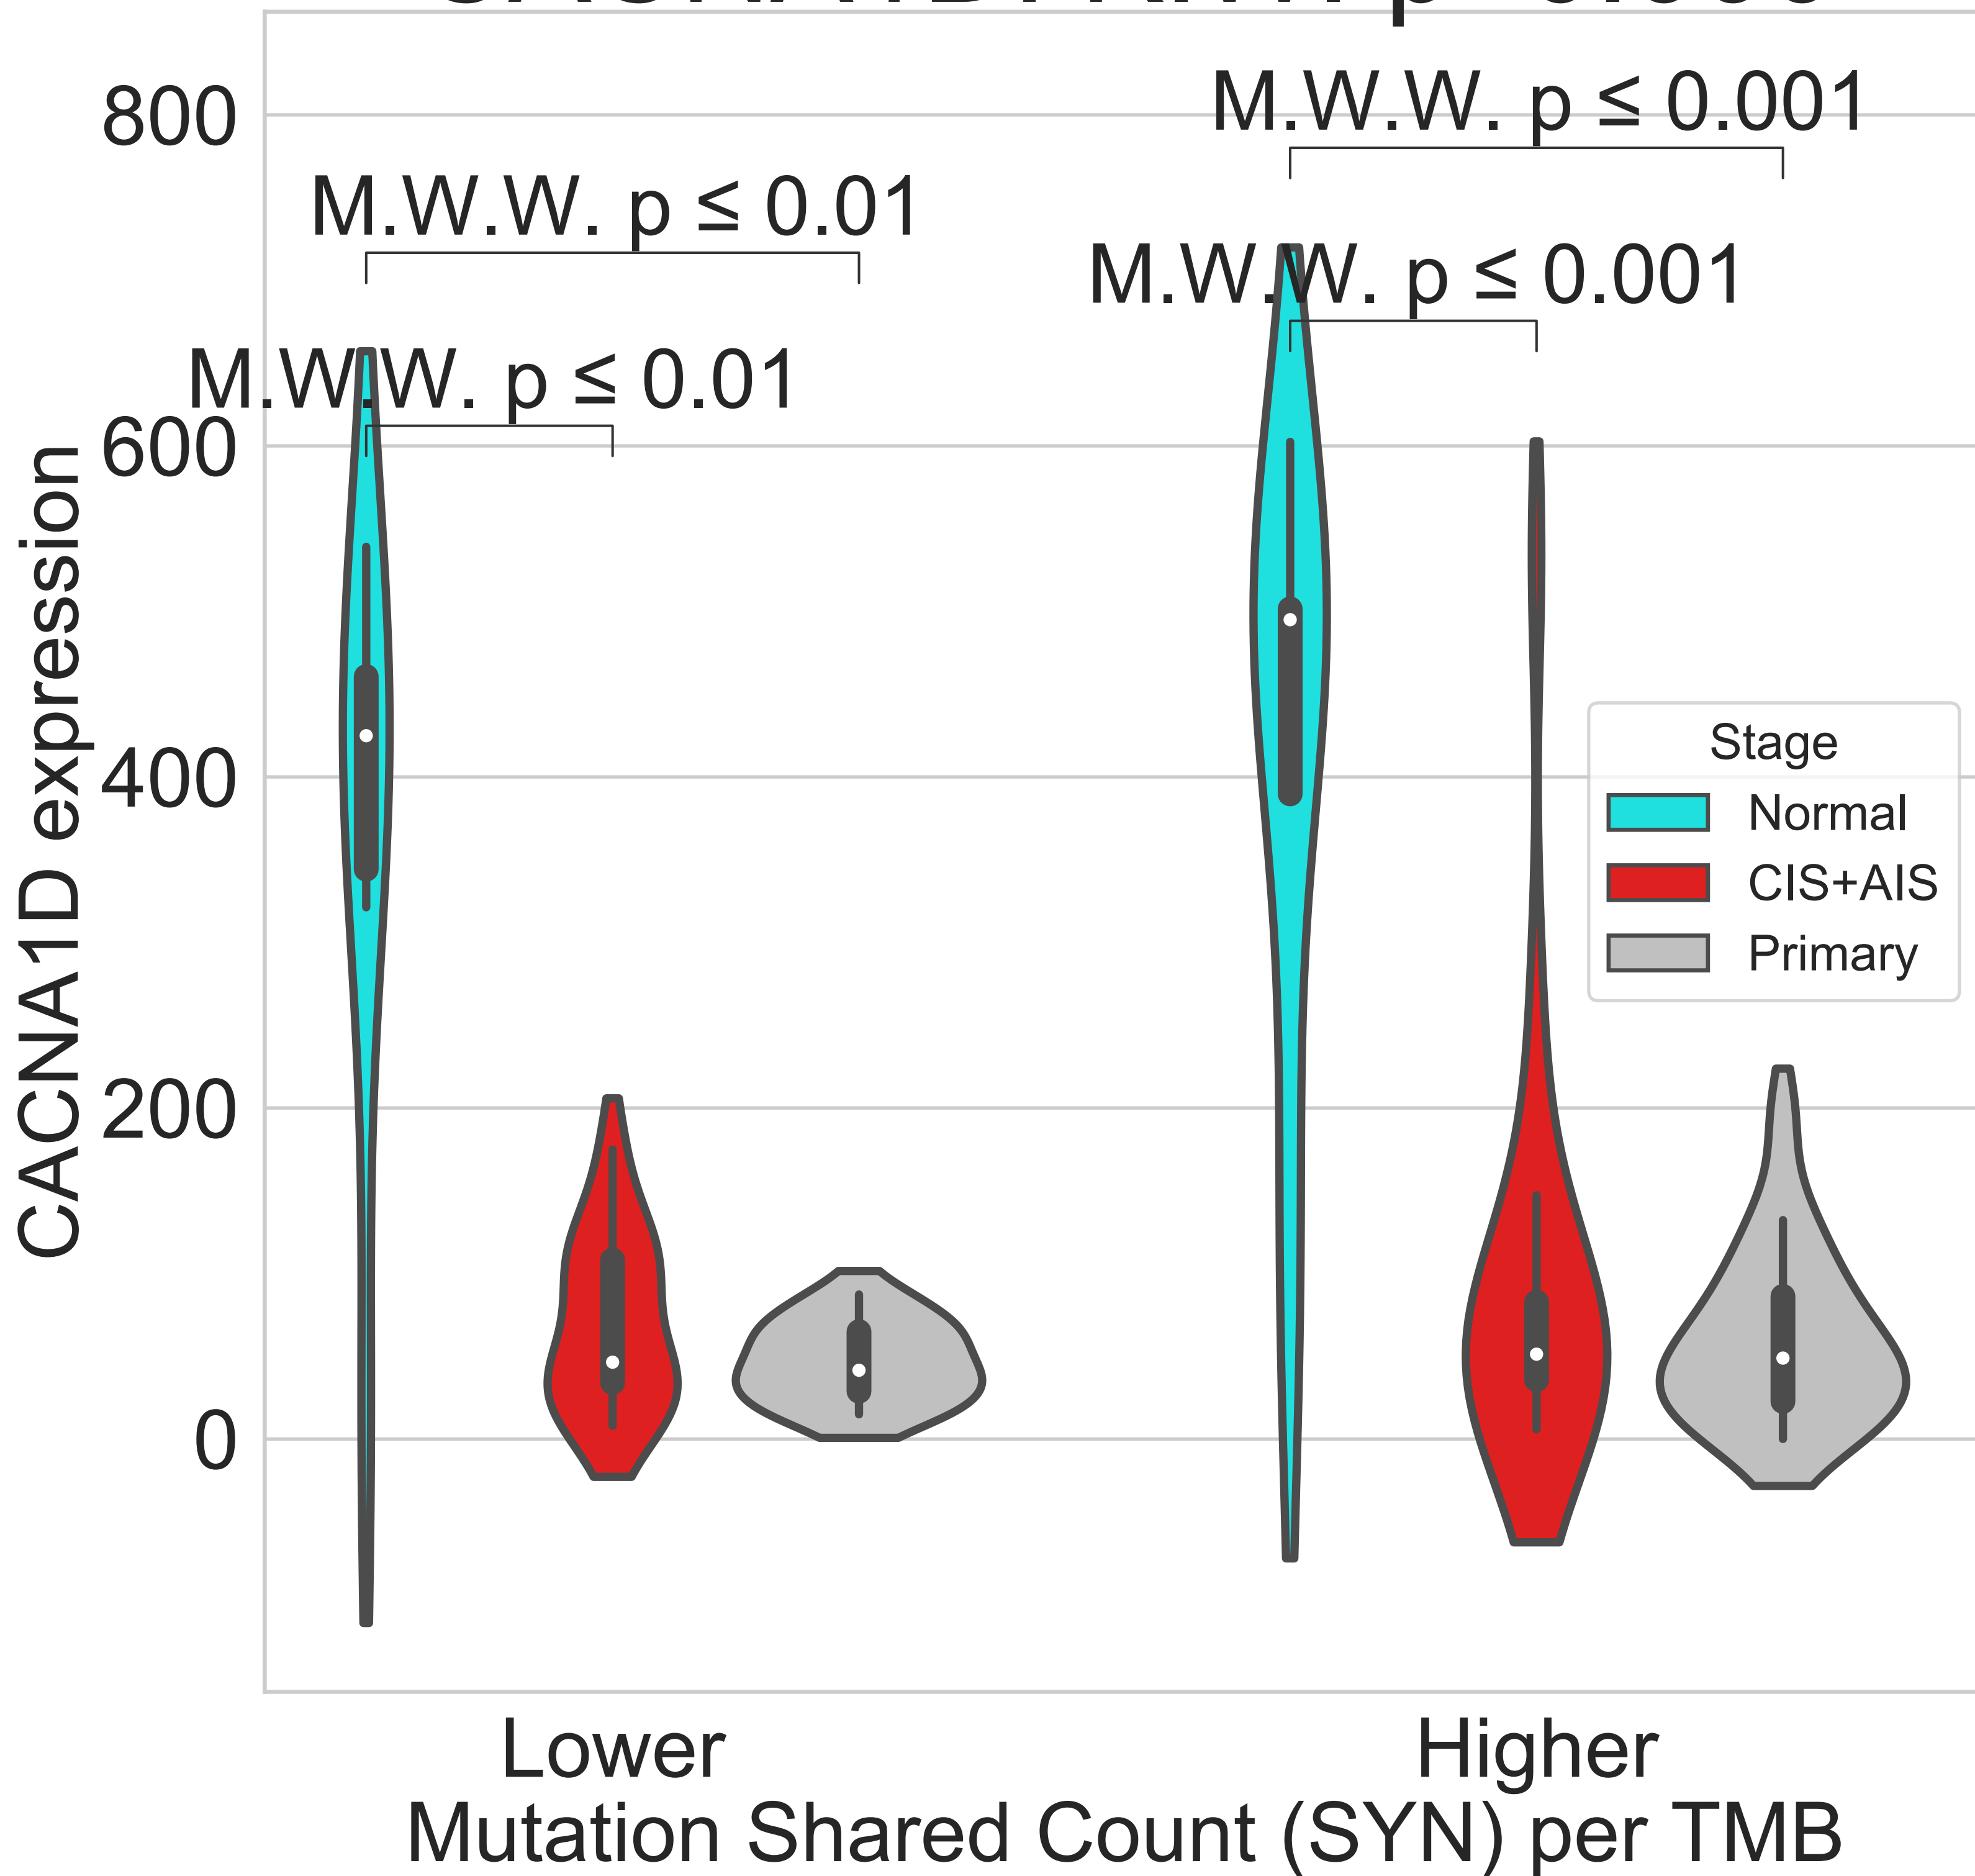 800
M.W.W. p ≤ 0.001
M.W.W. p ≤ 0.01
M.W.W. p ≤ 0.001
M.W.W. p ≤ 0.01
600
CACNA1D expression
400
200
0
Stage
Normal
CIS+AIS
Primary
Lower
Higher
Mutation Shared Count (SYN) per TMB